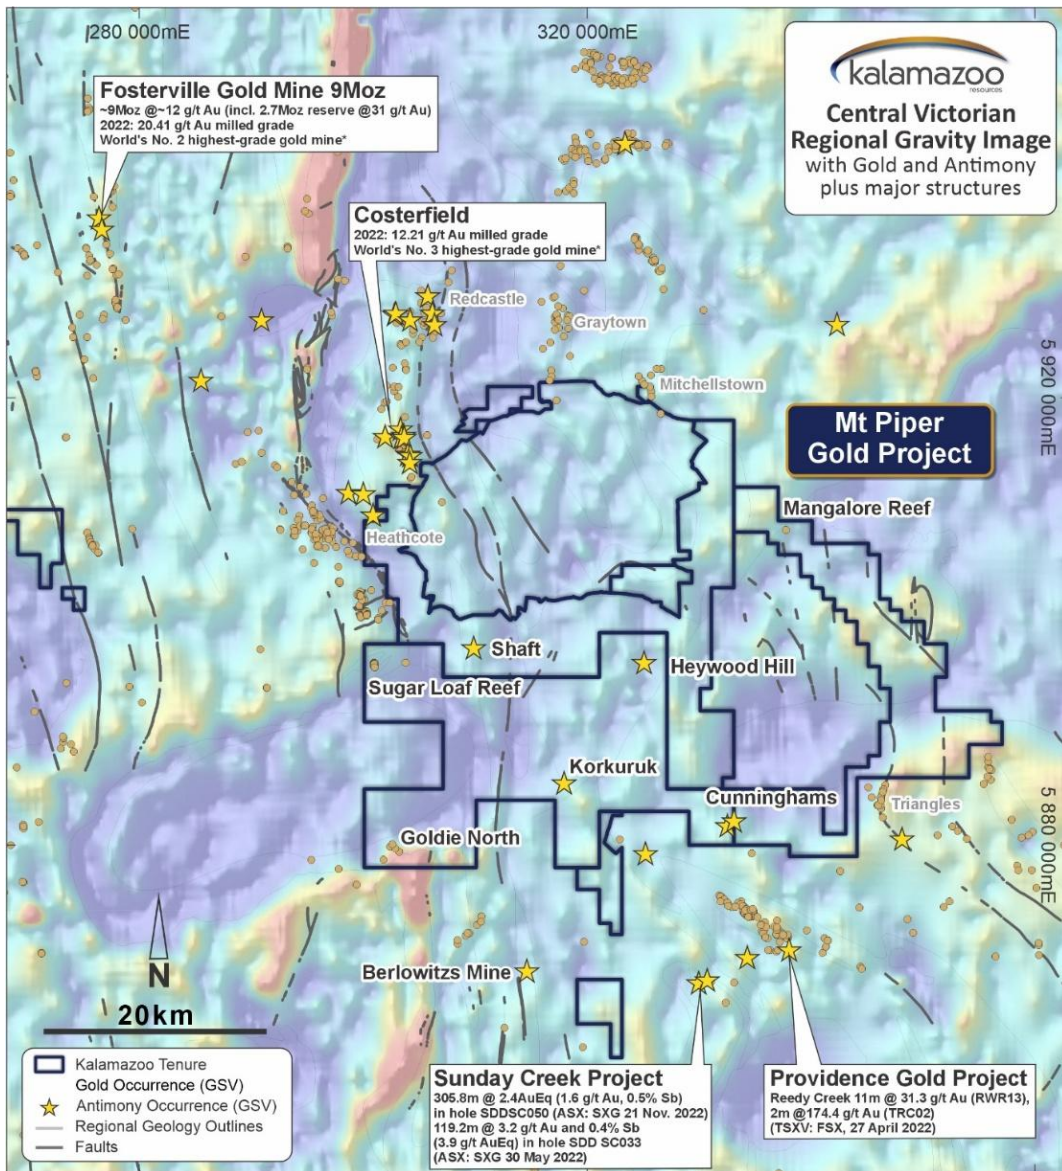 280 000mE
320 000mE
kalamazoo
resources
Central Victorian
Regional Gravity Image
with Gold and Antimony
plus major structures
Fosterville Gold Mine 9Moz
~9Moz @~12 g/t Au (incl. 2.7Moz reserve @31 g/t Au)
2022: 20.41 g/t Au milled grade
World's No. 2 highest-grade gold mine*
Costerfield
2022: 12.21 g/t Au milled grade
World's No. 3 highest-grade gold mine*
Redcastle
Graytown
Mitchellstown
5 920 000mE
Mt Piper
Gold Project
Mangalore Reef
Heathcote
Shaft
Heywood Hill
Sugar Loaf Reef
Korkuruk
Cunninghams
Triangles
5 880 000mE
Goldie North
N
20km
Berlowitzs Mine
Kalamazoo Tenure
Gold Occurrence (GSV)
Antimony Occurrence (GSV)
Regional Geology Outlines
Faults
Sunday Creek Project
305.8m @ 2.4AuEq (1.6 g/t Au, 0.5% Sb)
in hole SDDSC050 (ASX: SXG 21 Nov. 2022)
119.2m @ 3.2 g/t Au and 0.4% Sb
(3.9 g/t AuEq) in hole SDD SC033
(ASX: SXG 30 May 2022)
Providence Gold Project
Reedy Creek 11m @ 31.3 g/t Au (RWR13),
2m @174.4 g/t Au (TRC02)
(TSXV: FSX, 27 April 2022)